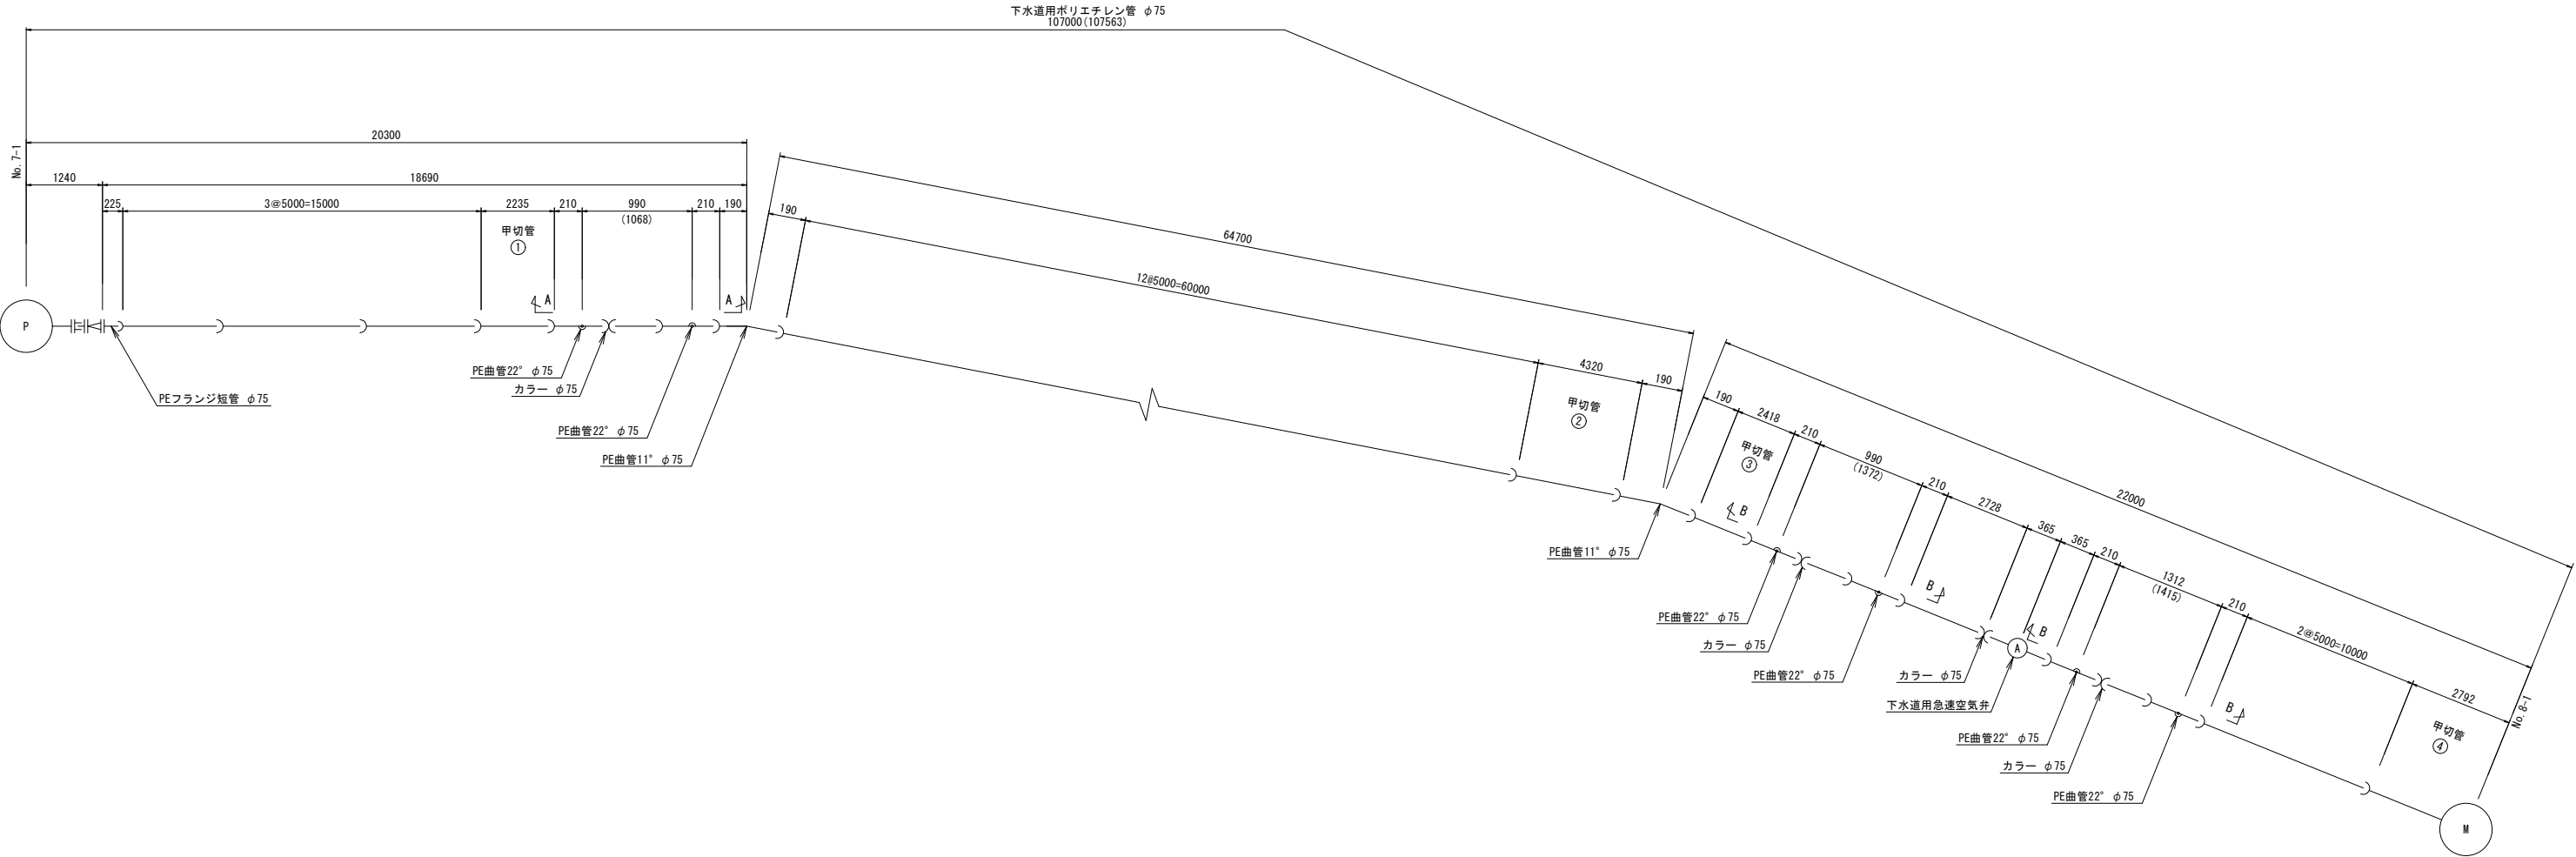 下水道用ポリエチレン管 φ75
107000(107563)
No. 7-1
20300
1240
18690
225
3@5000=15000
2235
210
990
(1068)
210
190
甲切管
①
A
A
P
PEフランジ短管 φ75
PE曲管22° φ75
カラー φ75
PE曲管22° φ75
PE曲管11° φ75
64700
190
12@5000=60000
4320
190
甲切管
②
PE曲管11° φ75
22000
190
2418
210
990
(1372)
210
2728
365
365
210
1312
(1415)
210
2@5000=10000
2792
甲切管
③
B
B
B
B
A
PE曲管22° φ75
カラー φ75
PE曲管22° φ75
カラー φ75
下水道用急速空気弁
PE曲管22° φ75
カラー φ75
PE曲管22° φ75
甲切管
④
No. 8-1
M